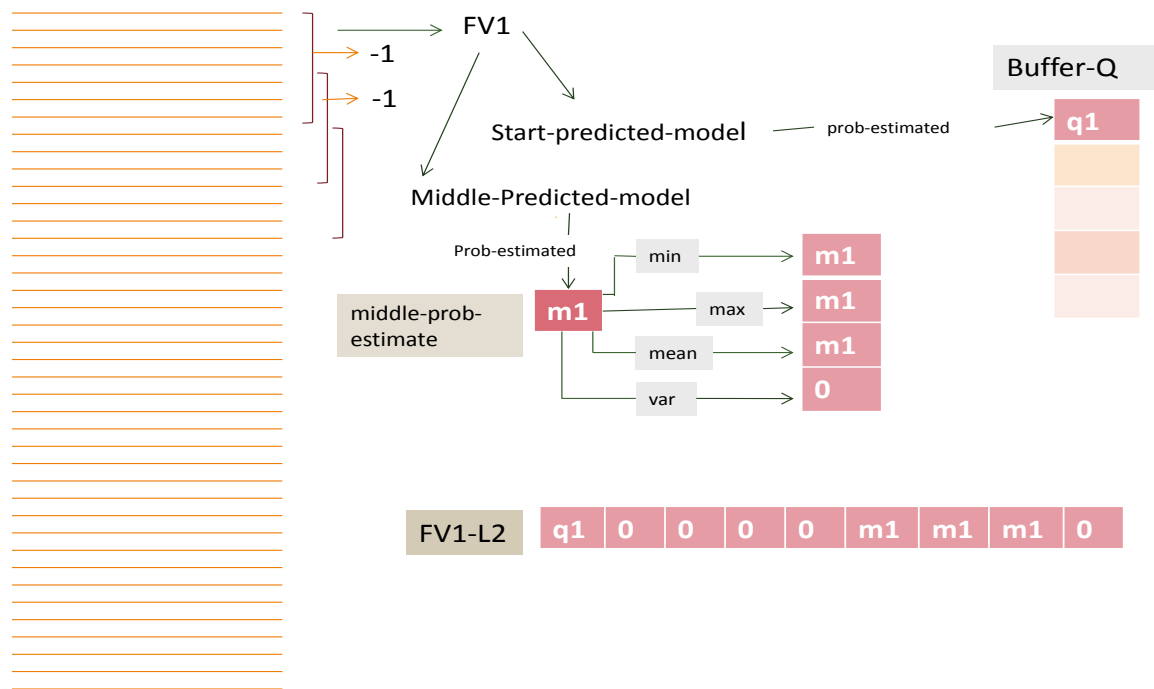 FV1
-1
-1
Buffer-Q
q1
Start-predicted-model
prob-estimated
Middle-Predicted-model
Prob-estimated
min
m1
middle-prob-
estimate
m1
max
m1
mean
m1
var
0
FV1-L2
q1 0 0 0 0 m1 m1 m1 0